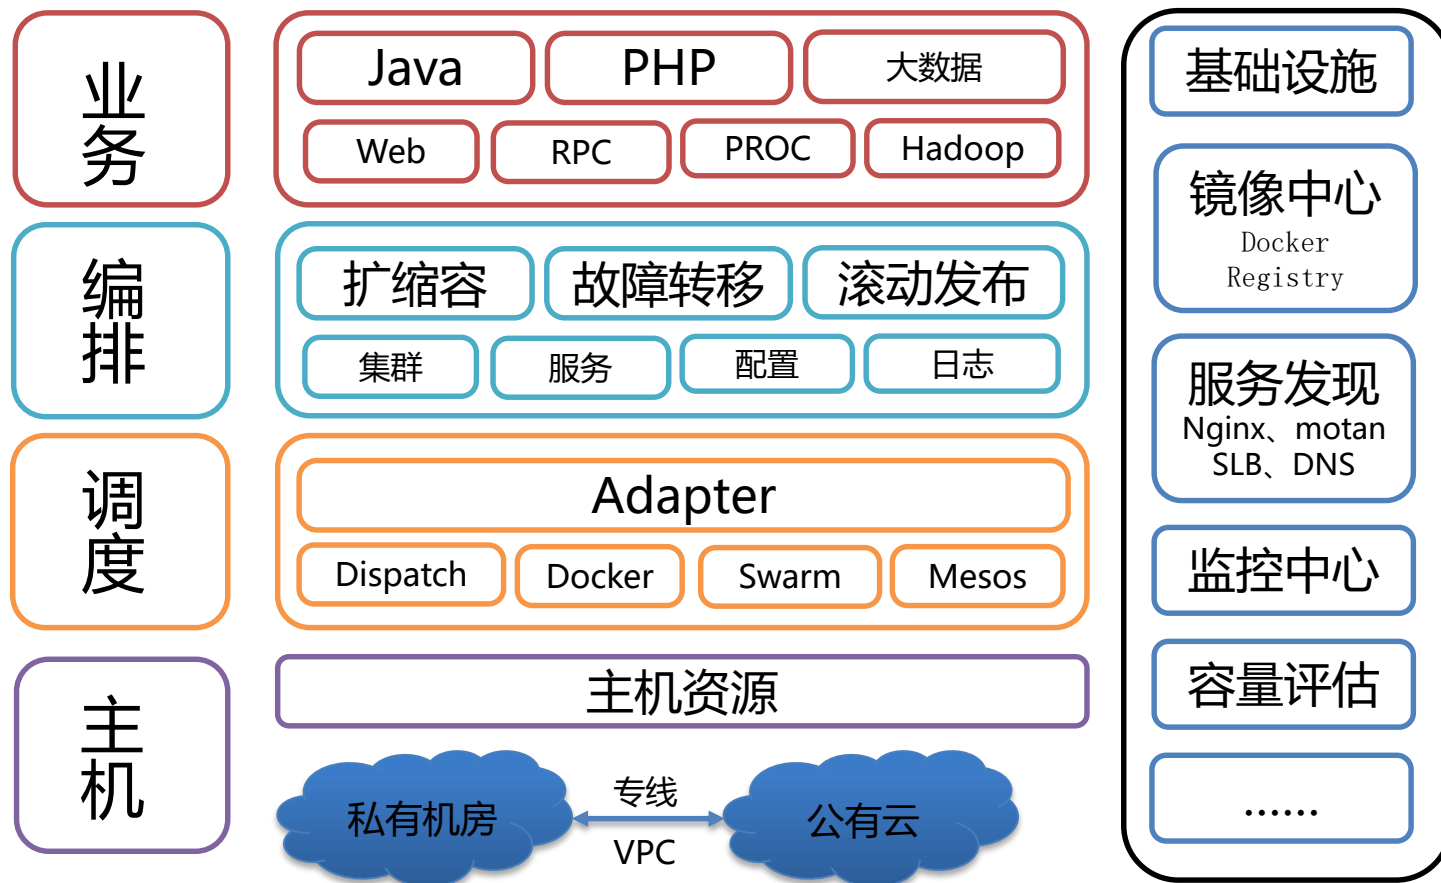 业务
Java
PHP
大数据
Web
RPC
PROC
Hadoop
编排
扩缩容
故障转移
滚动发布
集群
服务
配置
日志
调度
Adapter
Dispatch
Docker
Swarm
Mesos
主机
主机资源
私有机房
专线
VPC
公有云
基础设施
镜像中心
Docker
Registry
服务发现
Nginx、motan
SLB、DNS
监控中心
容量评估
......